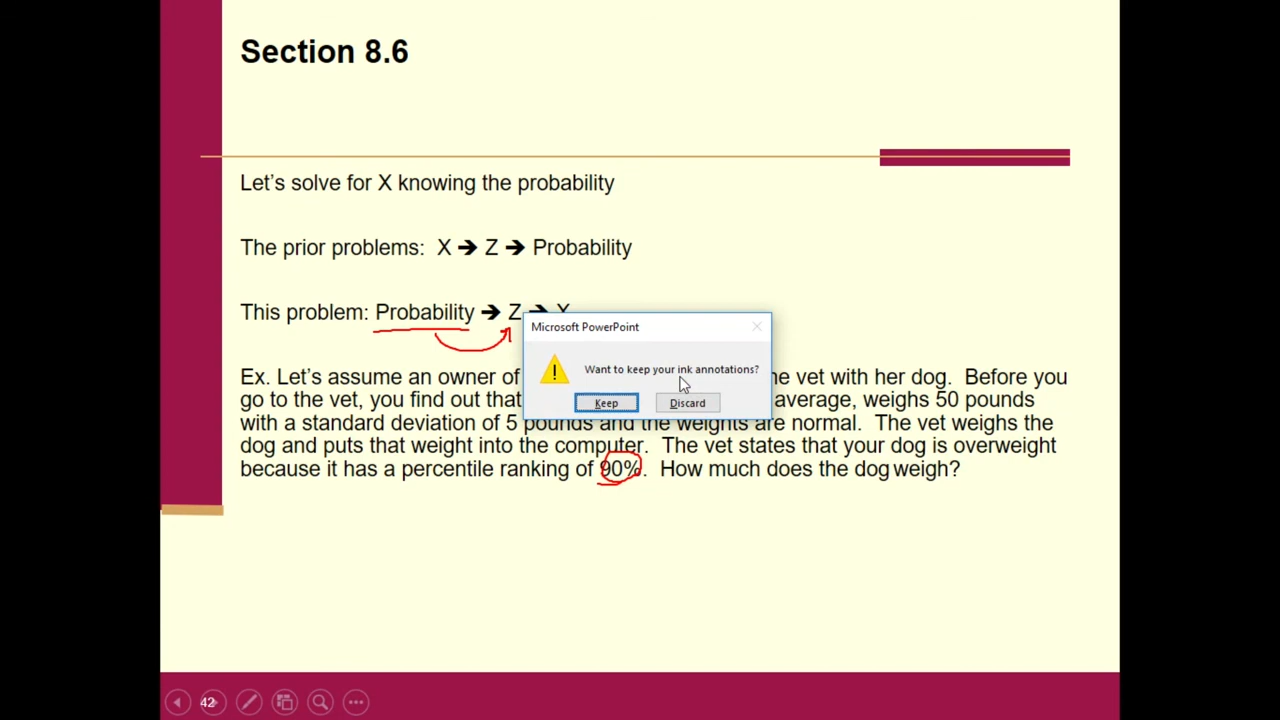 Section 8.6
Let's solve for X knowing the probability
The prior problems: X ➔ Z ➔ Probability
This problem: Probability ➔ Z ➔ X
Microsoft PowerPoint
Want to keep your ink annotations?
Keep Discard
Ex. Let's assume an owner of the vet with her dog. Before you
go to the vet, you find out that average, weighs 50 pounds
with a standard deviation of 5 pounds and the weights are normal. The vet weighs the
dog and puts that weight into the computer. The vet states that your dog is overweight
because it has a percentile ranking of 90%. How much does the dog weigh?
42